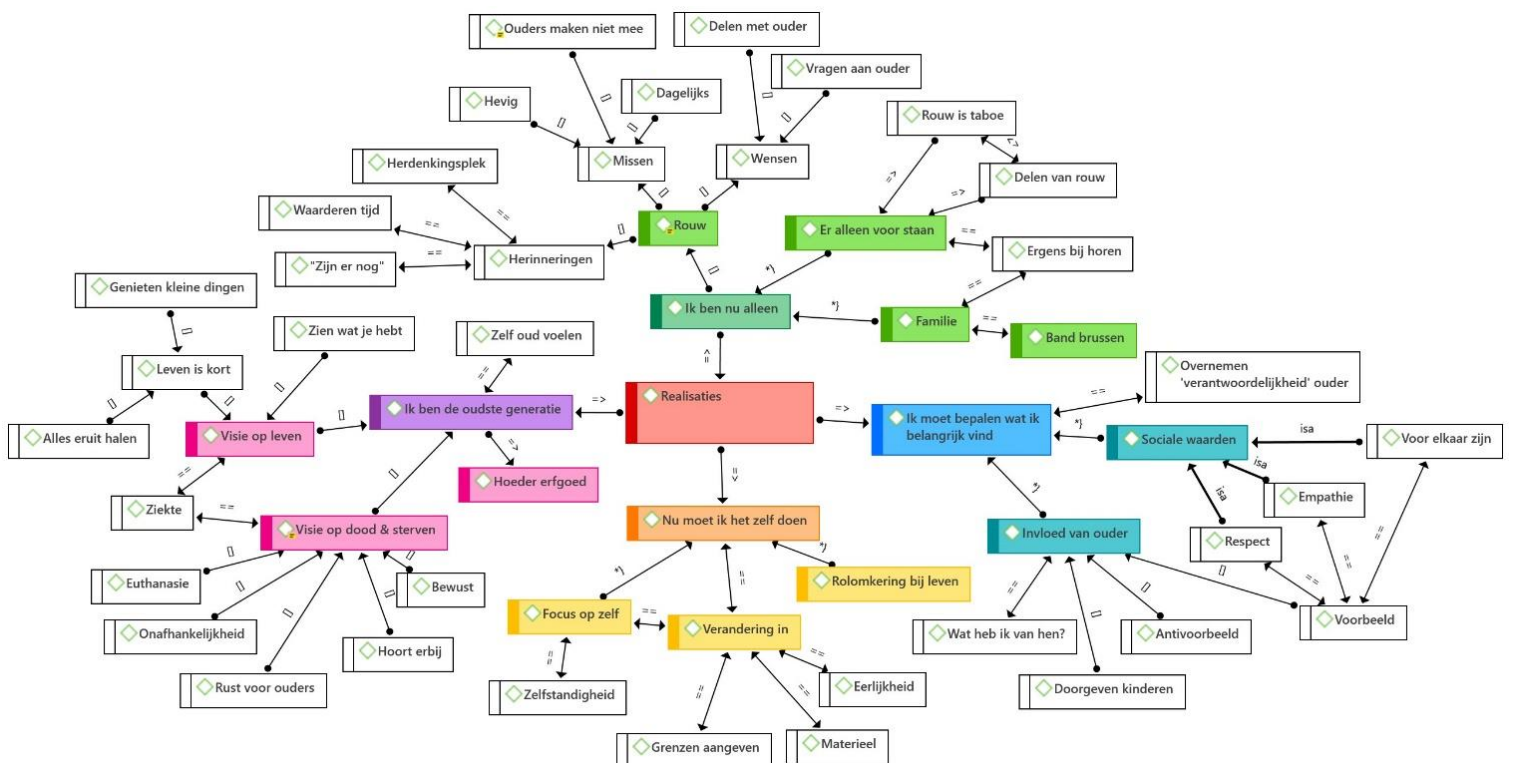 Ouders maken niet mee
Delen met ouder
Vragen aan ouder
Hevig
Dagelijks
Rouw is taboe
Herdenkingsplek
Missen
Wensen
Delen van rouw
Waarderen tijd
Rouw
Er alleen voor staan
"Zijn er nog"
Herinneringen
Ergens bij horen
Genieten kleine dingen
Ik ben nu alleen
Familie
Band brussen
Zien wat je hebt
Zelf oud voelen
Leven is kort
Realisaties
Overnemen
'verantwoordelijkheid' ouder
Alles eruit halen
Visie op leven
Ik ben de oudste generatie
Ik moet bepalen wat ik
belangrijk vind
Sociale waarden
Voor elkaar zijn
Hoeder erfgoed
Ziekte
Empathie
Visie op dood & sterven
Nu moet ik het zelf doen
Invloed van ouder
Respect
Euthanasie
Bewust
Rolomkering bij leven
Onafhankelijkheid
Hoort erbij
Focus op zelf
Verandering in
Wat heb ik van hen?
Antivoorbeeld
Voorbeeld
Rust voor ouders
Zelfstandigheid
Eerlijkheid
Doorgeven kinderen
Grenzen aangeven
Materieel
[]
[]
[]
[]
[]
[]
[]
[]
[]
[]
==
==
==
<>
=>
=>
==
==
==
*}
*}
=>
=>
=>
=>
[]
[]
[]
[]
==
=>
==
==
[]
[]
[]
[]
[]
[]
[]
==
*}
isa
isa
isa
*}
*}
*}
==
==
==
==
==
==
==
[]
[]
[]
==
==
==